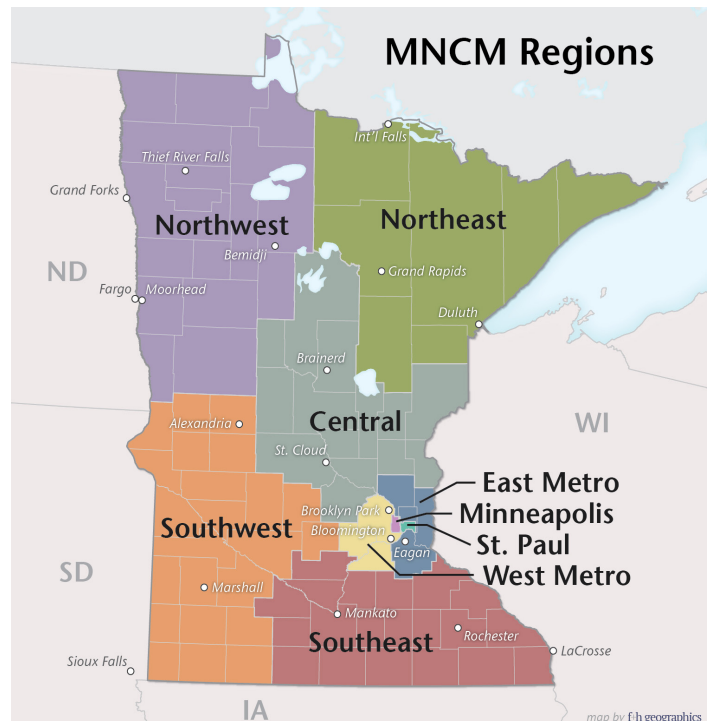 MNCM Regions
Int'l Falls
Thief River Falls
Grand Forks
Northwest
Northeast
Bemidji
ND
Grand Rapids
Fargo
Moorhead
Duluth
Brainerd
WI
Central
Alexandria
St. Cloud
East Metro
Brooklyn Park
Minneapolis
Southwest
Bloomington
St. Paul
Eagan
SD
West Metro
Marshall
Mankato
Southeast
Rochester
LaCrosse
Sioux Falls
IA
map by f+h geographics